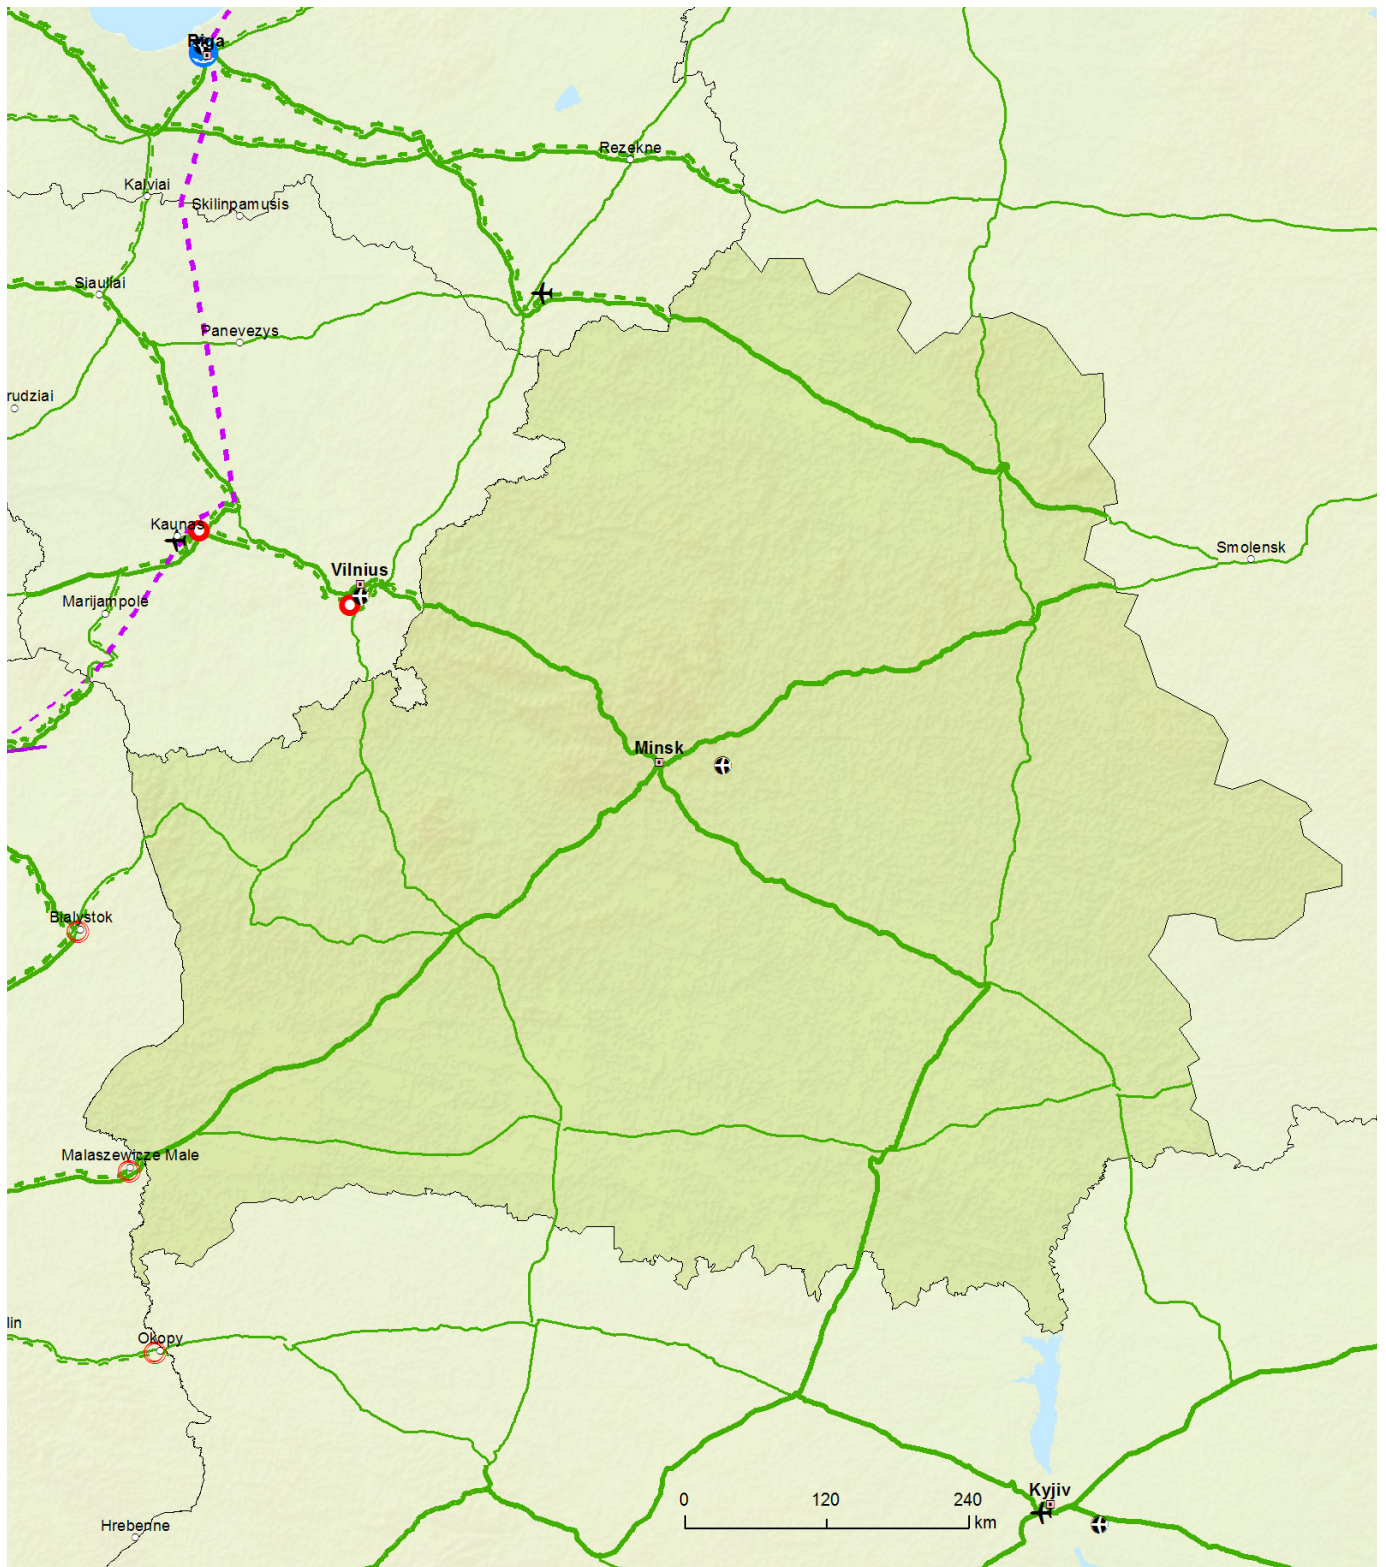 Riga
Rezekne
Kalviai
Skilinpamusis
Siauliai
Panevezys
rudziai
Kaunas
Smolensk
Vilnius
Marijampole
Minsk
Bialystok
Malaszewicze Male
lin
Okopy
Kyjiv
0 120 240
km
Hrebenne